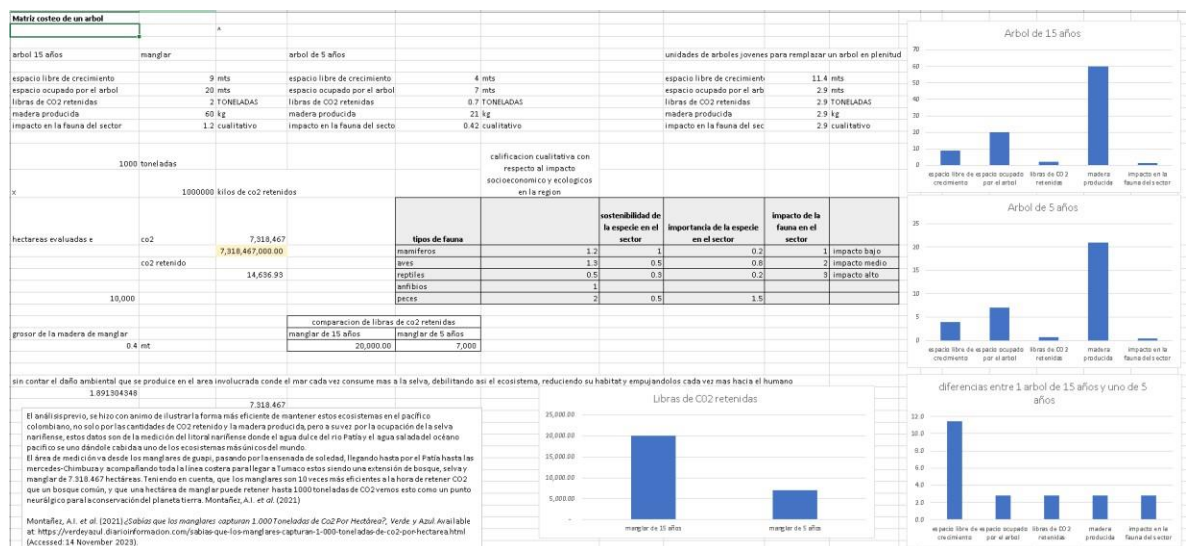 Matriz costeo de un arbol
arbol 15 años manglar arbol de 5 años unidades de arboles jovenes para remplazar un arbol en plenitud
espacio libre de crecimiento 9 mts espacio libre de crecimiento 4 mts espacio libre de crecimient 11.4 mts
espacio ocupado por el arbol 20 mts espacio ocupado por el arbol 7 mts espacio ocupado por el arb 2.9 mts
libras de CO2 retenidas 2 TONELADAS libras de CO2 retenidas 0.7 TONELADAS libras de CO2 retenidas 2.9 TONELADAS
madera producida 60 kg madera producida 21 kg madera producida 2.9 kg
impacto en la fauna del sector 1.2 cualitativo impacto en la fauna del secto 0.42 cualitativo impacto en la fauna del sec 2.9 cualitativo
1000 toneladas
x 1000000 kilos de co2 retenidos
calificacion cualitativa con
respecto al impacto
socioeconomico y ecologicos
en la region
hectareas evaluadas e co2 7,318,467
7,318,467,000.00
co2 retenido
14,636.93
10,000
tipos de fauna sostenibilidad de la especie en el sector importancia de la especie en el sector impacto de la fauna en el sector
mamiferos 1.2 1 0.2 1 impacto bajo
aves 1.3 0.5 0.8 2 impacto medio
reptiles 0.5 0.3 0.2 3 impacto alto
anfibios 1
peces 2 0.5 1.5
comparacion de libras de co2 retenidas
manglar de 15 años manglar de 5 años
20,000.00 7,000
grosor de la madera de manglar
0.4 mt
sin contar el daño ambiental que se produce en el area involucrada conde el mar cada vez consume mas a la selva, debilitando asi el ecosistema, reduciendo su habitat y empujandolos cada vez mas hacia el humano
1.891304348
7.318.467
El análisis previo, se hizo con animo de ilustrar la forma más eficiente de mantener estos ecosistemas en el pacífico
colombiano, no solo por las cantidades de CO2 retenido y la madera producida, pero a su vez por la ocupación de la selva
nariñense, estos datos son de la medición del litoral nariñense donde el agua dulce del rio Patía y el agua salada del océano
pacifico se uno dándole cabida a uno de los ecosistemas más únicos del mundo.
El área de medición va desde los manglares de guapi, pasando por la ensenada de soledad, llegando hasta por el Patía hasta las
mercedes-Chimbuza y acompañando toda la línea costera para llegar a Tumaco estos siendo una extensión de bosque, selva y
manglar de 7.318.467 hectáreas. Teniendo en cuenta, que los manglares son 10 veces más eficientes a la hora de retener CO2
que un bosque común, y que una hectárea de manglar puede retener hasta 1000 toneladas de CO2 vemos esto como un punto
neurálgico para la conservación del planeta tierra. Montañez, A.I. et al. (2021)
Montañez, A.I. et al. (2021) ¿Sabías que los manglares capturan 1.000 Toneladas de Co2 Por Hectárea?, Verde y Azul. Available
at: https://verdeyazul.diarioinformacion.com/sabias-que-los-manglares-capturan-1-000-toneladas-de-co2-por-hectarea.html
(Accessed: 14 November 2023).
Libras de CO2 retenidas
25,000.00
20,000.00
15,000.00
10,000.00
5,000.00
-
manglar de 15 años manglar de 5 años
Arbol de 15 años
70
60
50
40
30
20
10
0
espacio libre de crecimiento espacio ocupado por el arbol libras de CO2 retenidas madera producida impacto en la fauna del sector
Arbol de 5 años
25
20
15
10
5
0
espacio libre de crecimiento espacio ocupado por el arbol libras de CO2 retenidas madera producida impacto en la fauna del sector
diferencias entre 1 arbol de 15 años y uno de 5
años
12.0
10.0
8.0
6.0
4.0
2.0
0.0
espacio libre de crecimiento espacio ocupado por el arbol libras de CO2 retenidas madera producida impacto en la fauna del sector